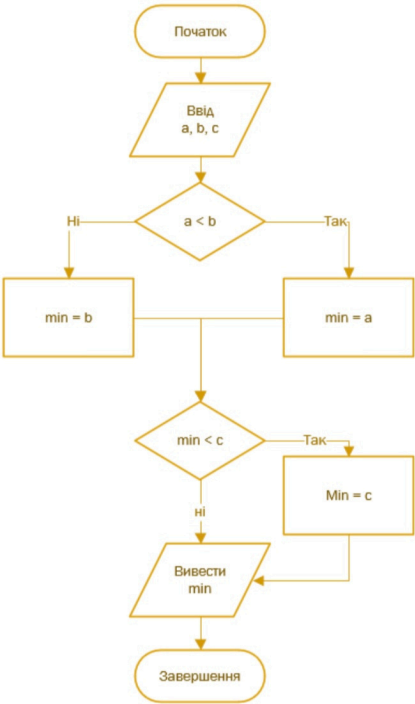 Початок
Ввід
a, b, c
a < b
Ні
Так
min = b
min = a
min < c
Так
Min = c
ні
Вивести
min
Завершення